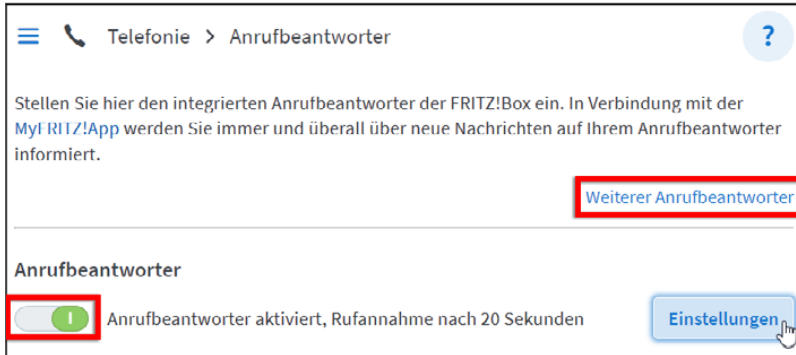 Telefonie > Anrufbeantworter
?
Stellen Sie hier den integrierten Anrufbeantworter der FRITZ!Box ein. In Verbindung mit der
MyFRITZ!App werden Sie immer und überall über neue Nachrichten auf Ihrem Anrufbeantworter
informiert.
Weiterer Anrufbeantworter
Anrufbeantworter
Anrufbeantworter aktiviert, Rufannahme nach 20 Sekunden
Einstellungen